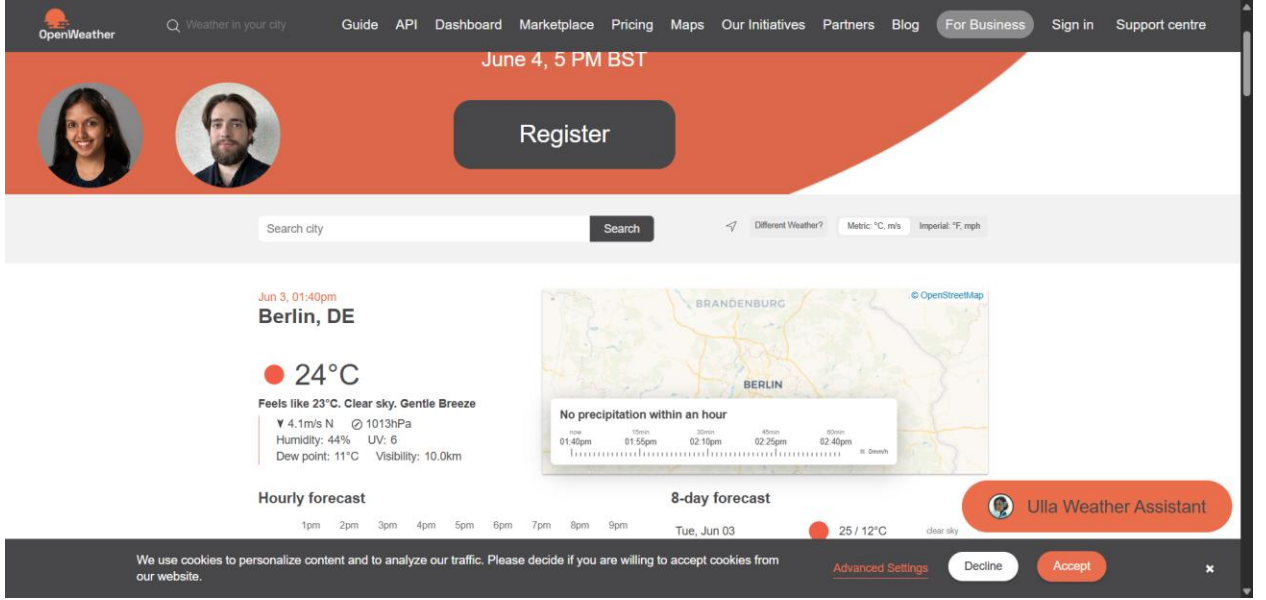 OpenWeather
Weather in your city
Guide API Dashboard Marketplace Pricing Maps Our Initiatives Partners Blog For Business Sign in Support centre
June 4, 5 PM BST
Register
Search city
Search
Different Weather?
Metric: °C, m/s
Imperial: °F, mph
Jun 3, 01:40pm
Berlin, DE
24°C
Feels like 23°C. Clear sky. Gentle Breeze
4.1m/s N 1013hPa
Humidity: 44% UV: 6
Dew point: 11°C Visibility: 10.0km
© OpenStreetMap
BRANDENBURG
BERLIN
No precipitation within an hour
now 15min 30min 45min 60min
01:40pm 01:55pm 02:10pm 02:25pm 02:40pm
0mm/h
Hourly forecast
1pm 2pm 3pm 4pm 5pm 6pm 7pm 8pm 9pm
8-day forecast
Tue, Jun 03 25 / 12°C clear sky
Ulla Weather Assistant
We use cookies to personalize content and to analyze our traffic. Please decide if you are willing to accept cookies from
our website.
Advanced Settings
Decline
Accept
×